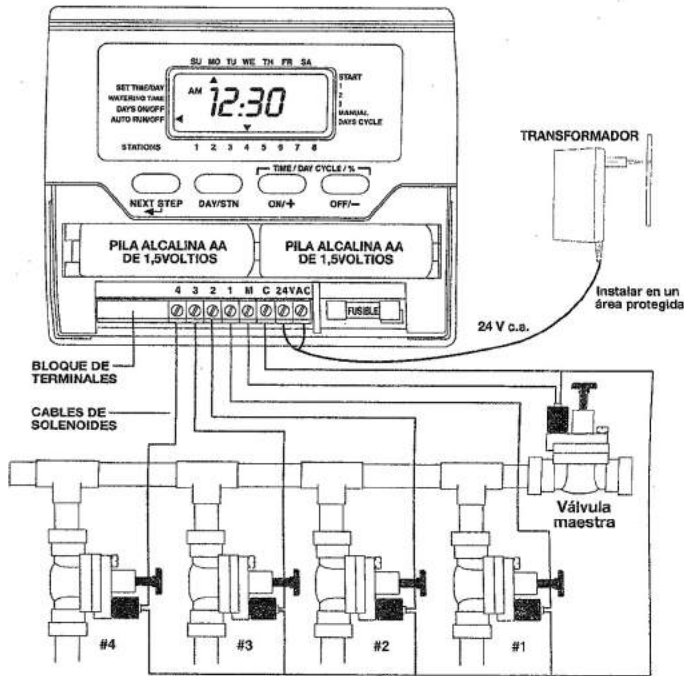 SU MO TU WE TH FR SA
SET TIME/DAY
WATERING TIME
DAYS ON/OFF
AUTO RUN/OFF
AM 12:30
START
1
2
3
MANUAL
DAYS CYCLE
STATIONS 1 2 3 4 5 6 7 8
TIME / DAY CYCLE / %
NEXT STEP DAY/STN ON/+ OFF/–
TRANSFORMADOR
PILA ALCALINA AA
DE 1,5VOLTIOS
PILA ALCALINA AA
DE 1,5VOLTIOS
Instalar en un
área protegida
4 3 2 1 M C 24VAC
FUSIBLE
24 V c.a.
BLOQUE DE
TERMINALES
CABLES DE
SOLENOIDES
Válvula
maestra
#4 #3 #2 #1